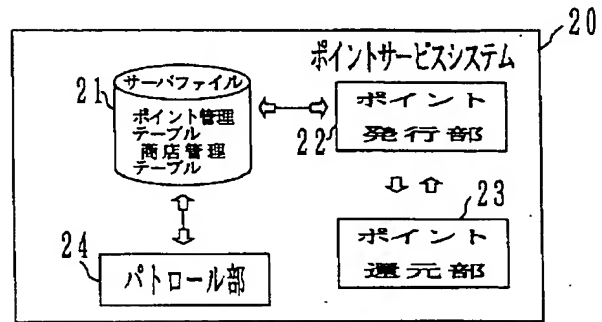 20
ポイントサービスシステム
21
サーバファイル
ポイント管理
テーブル
商店管理
テーブル
22
ポイント
発行部
23
ポイント
還元部
24
パトロール部